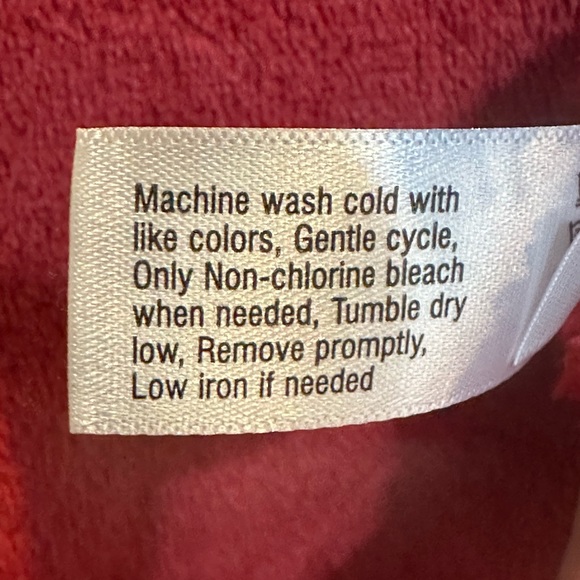 Machine wash cold with
like colors, Gentle cycle,
Only Non-chlorine bleach
when needed, Tumble dry
low, Remove promptly,
Low iron if needed